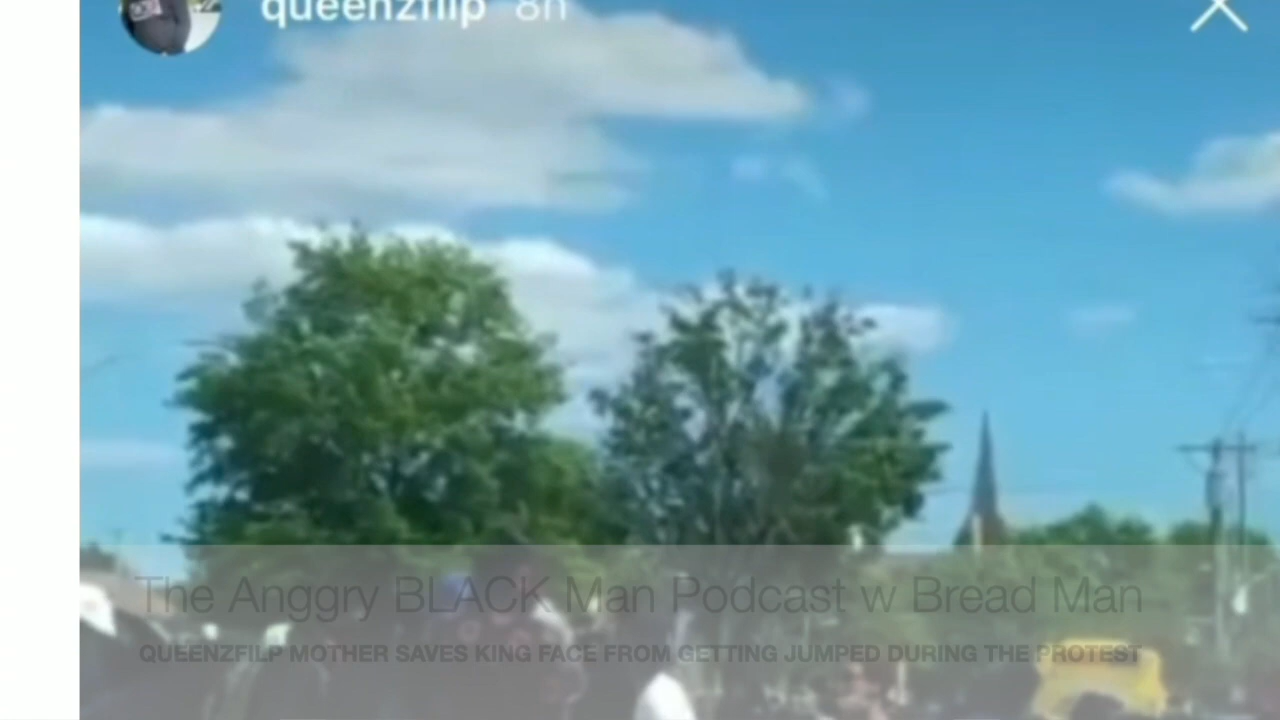 queenzflip 8h
The Anggry BLACK Man Podcast w Bread Man
QUEENZFILP MOTHER SAVES KING FACE FROM GETTING JUMPED DURING THE PROTEST